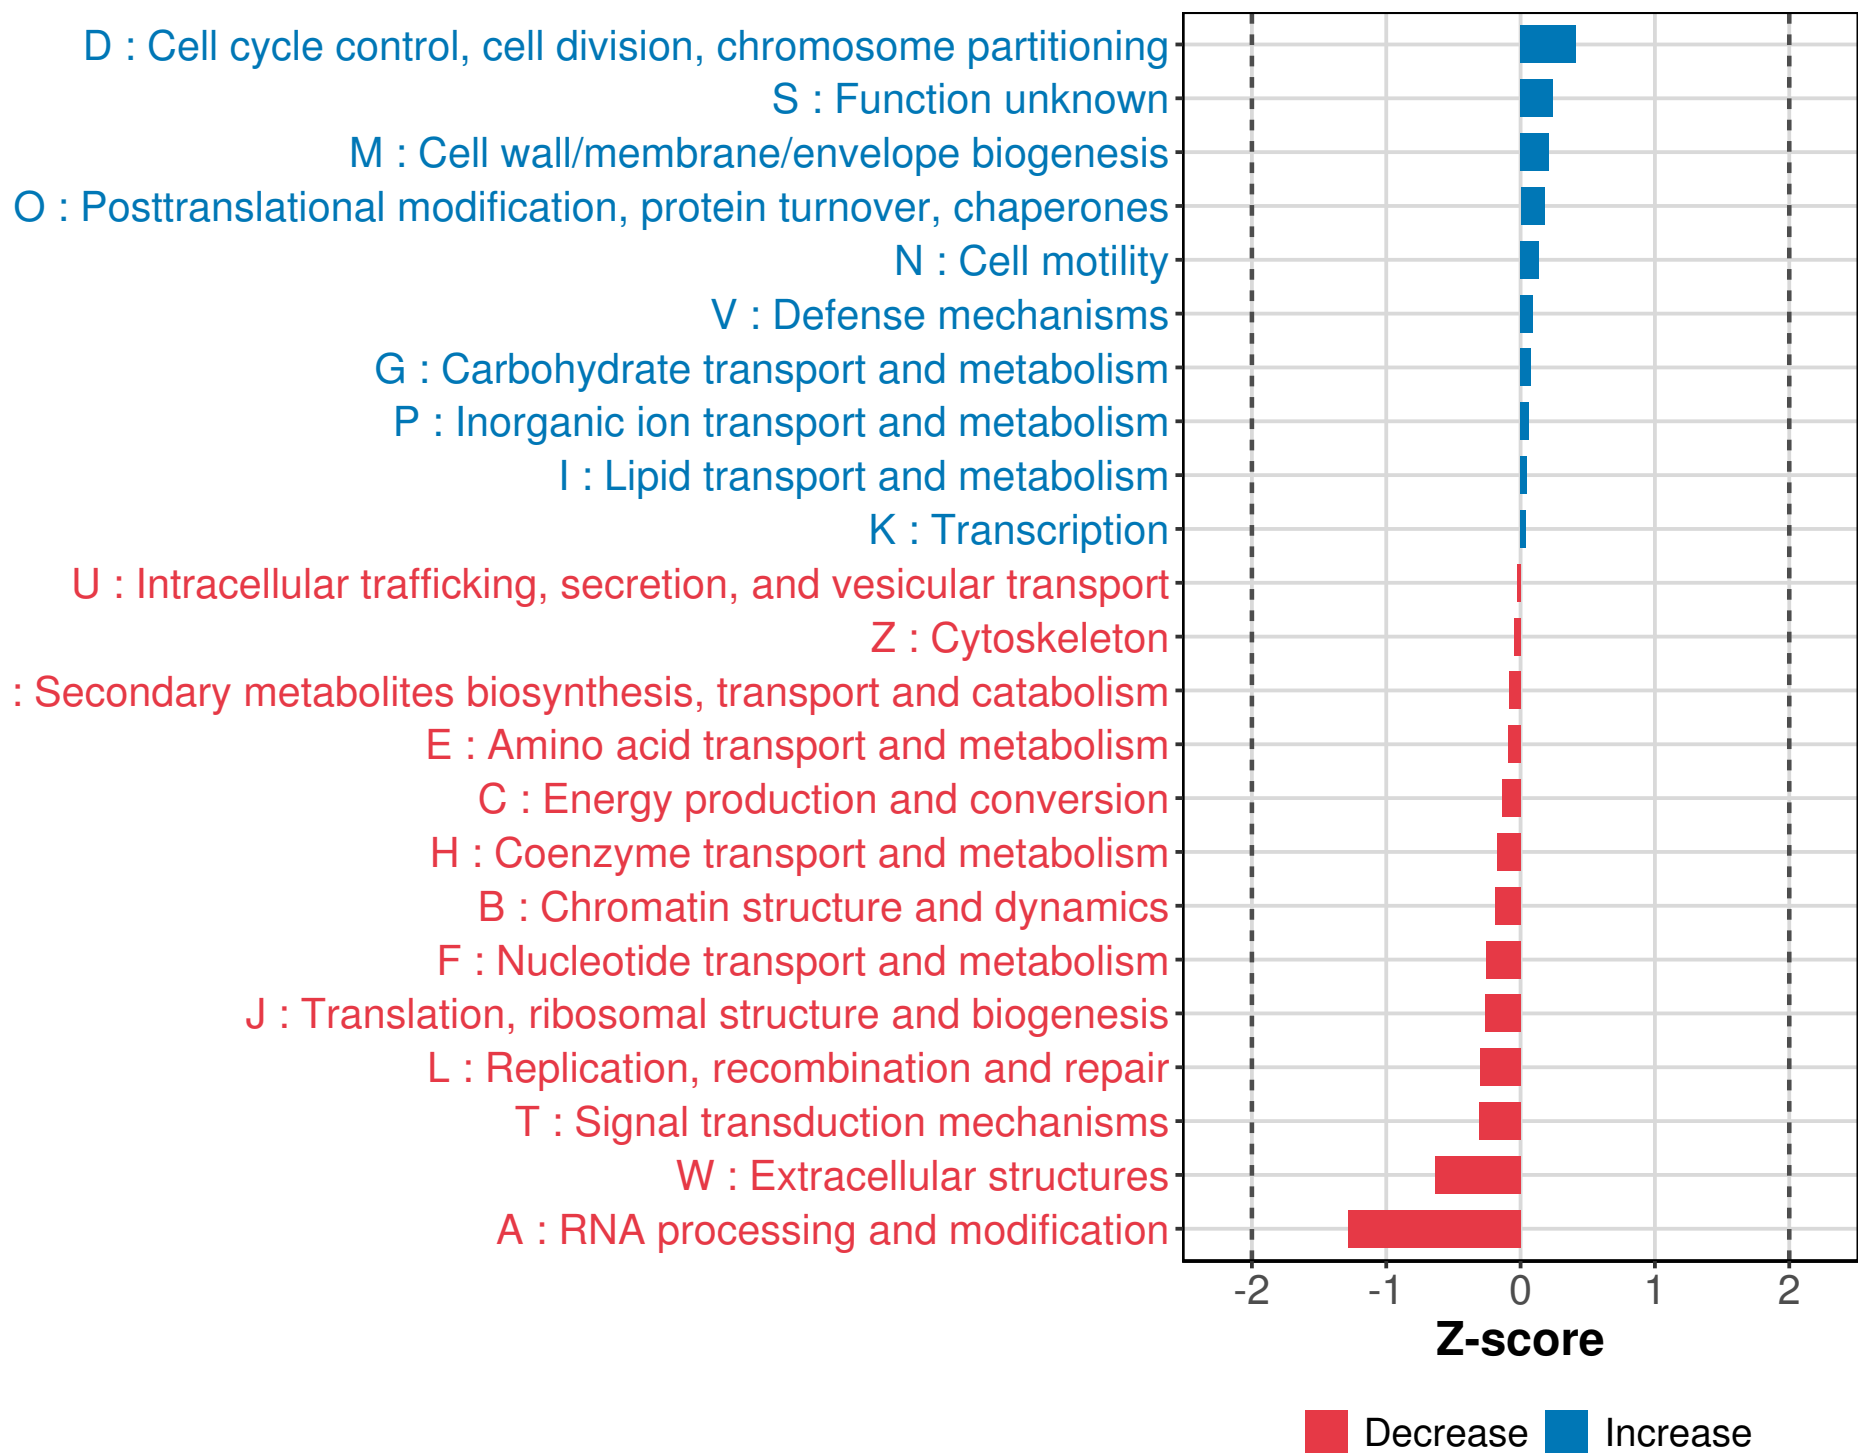 D : Cell cycle control, cell division, chromosome partitioning
S : Function unknown
M : Cell wall/membrane/envelope biogenesis
O : Posttranslational modification, protein turnover, chaperones
N : Cell motility
V : Defense mechanisms
G : Carbohydrate transport and metabolism
P : Inorganic ion transport and metabolism
I : Lipid transport and metabolism
K : Transcription
U : Intracellular trafficking, secretion, and vesicular transport
Z : Cytoskeleton
: Secondary metabolites biosynthesis, transport and catabolism
E : Amino acid transport and metabolism
C : Energy production and conversion
H : Coenzyme transport and metabolism
B : Chromatin structure and dynamics
F : Nucleotide transport and metabolism
J : Translation, ribosomal structure and biogenesis
L : Replication, recombination and repair
T : Signal transduction mechanisms
W : Extracellular structures
A : RNA processing and modification
-2 -1 0 1 2
Z-score
Decrease Increase